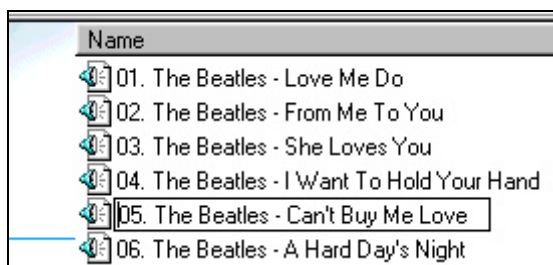 Name
01. The Beatles - Love Me Do
02. The Beatles - From Me To You
03. The Beatles - She Loves You
04. The Beatles - I Want To Hold Your Hand
05. The Beatles - Can't Buy Me Love
06. The Beatles - A Hard Day's Night